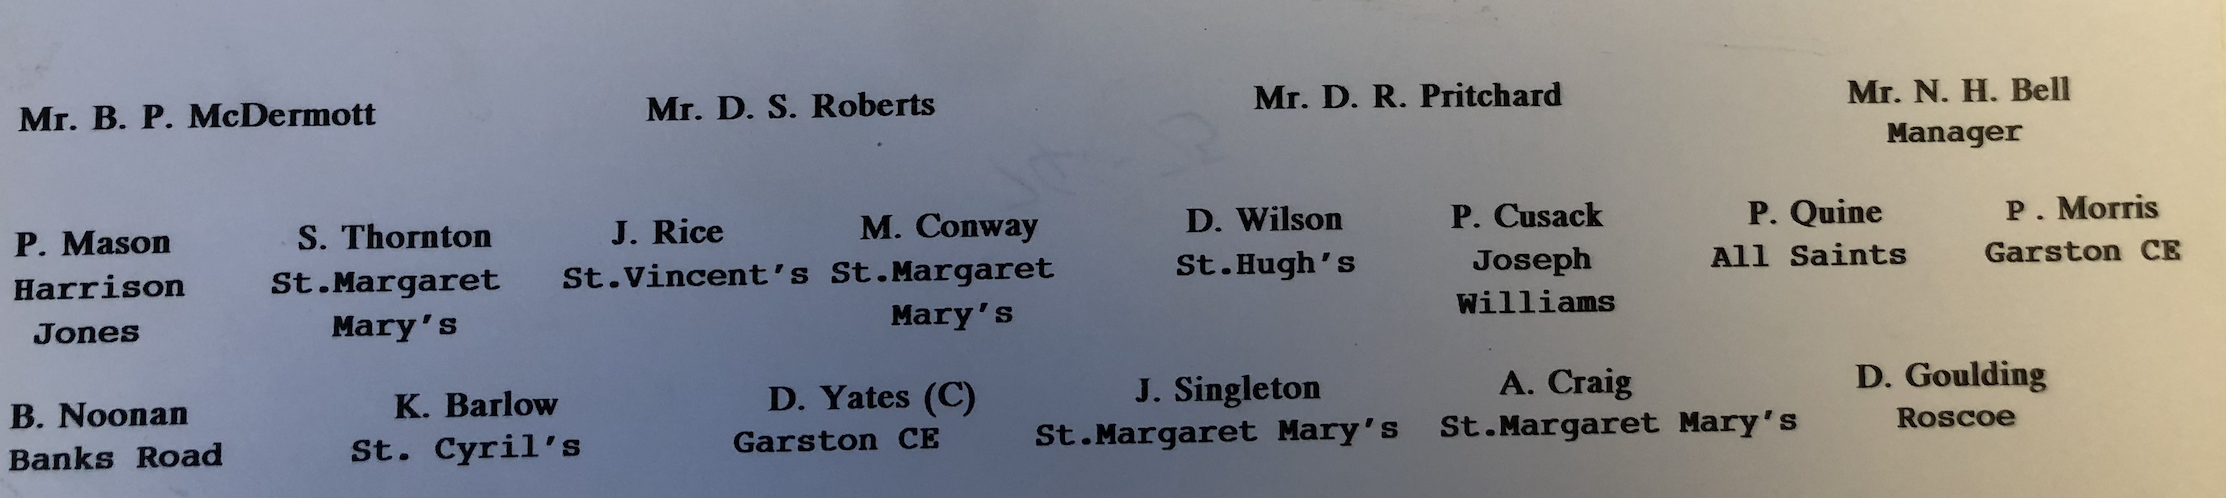 Mr. B. P. McDermott Mr. D. S. Roberts Mr. D. R. Pritchard Mr. N. H. Bell
Manager
P. Mason S. Thornton J. Rice M. Conway D. Wilson P. Cusack P. Quine P . Morris
Harrison St.Margaret St.Vincent's St.Margaret St.Hugh's Joseph All Saints Garston CE
Jones Mary's Mary's Williams
B. Noonan K. Barlow D. Yates (C) J. Singleton A. Craig D. Goulding
Banks Road St. Cyril's Garston CE St.Margaret Mary's St.Margaret Mary's Roscoe